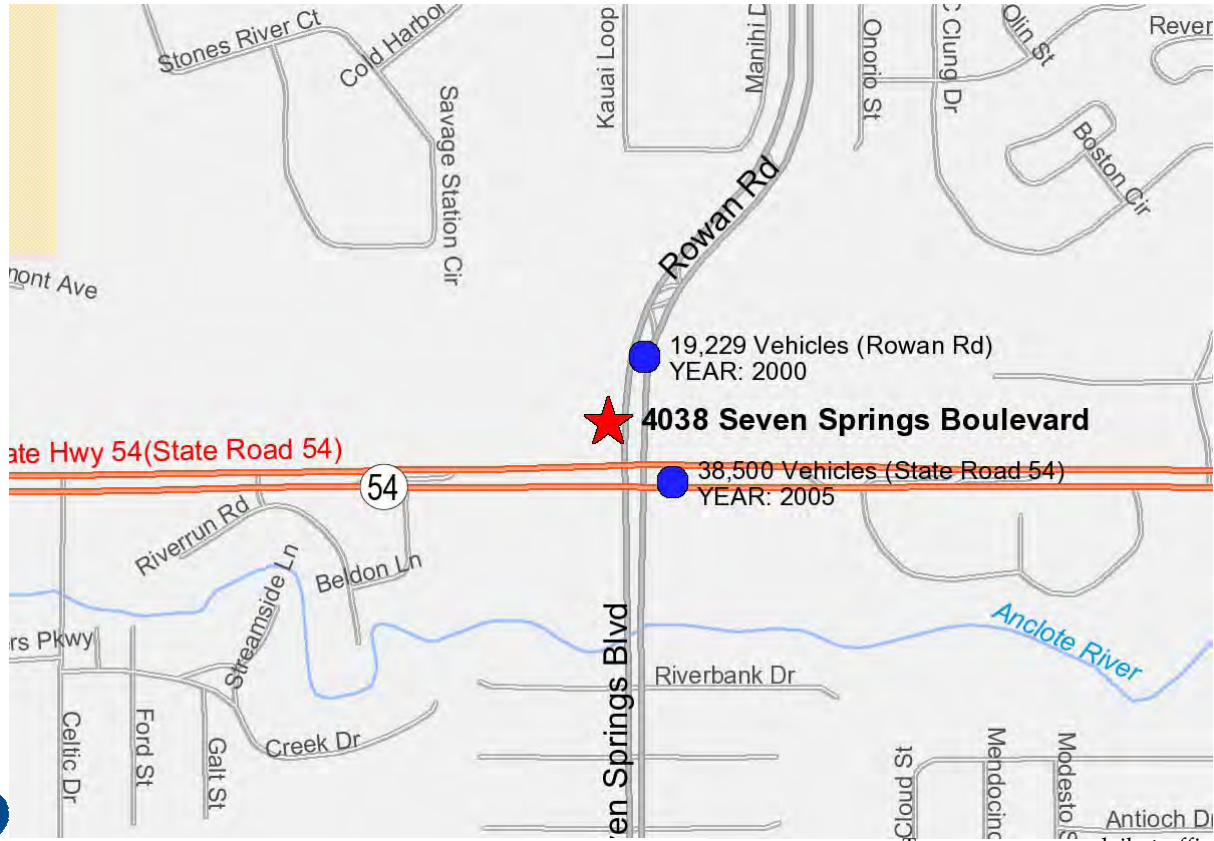 Stones River Ct
Cold Harbor
Savage Station Cir
Kauai Loop
Manihi D
Onorio St
C Clung Dr
Olin St
Rever
Boston Cir
Rowan Rd
mont Ave
19,229 Vehicles (Rowan Rd)
YEAR: 2000
4038 Seven Springs Boulevard
ate Hwy 54(State Road 54)
54
38,500 Vehicles (State Road 54)
YEAR: 2005
Riverrun Rd
Beldon Ln
Streamside Ln
Anclote River
rs Pkwy
Riverbank Dr
ven Springs Blvd
Celtic Dr
Ford St
Galt St
Creek Dr
Cloud St
Mendocino
Modesto S
Antioch Dr